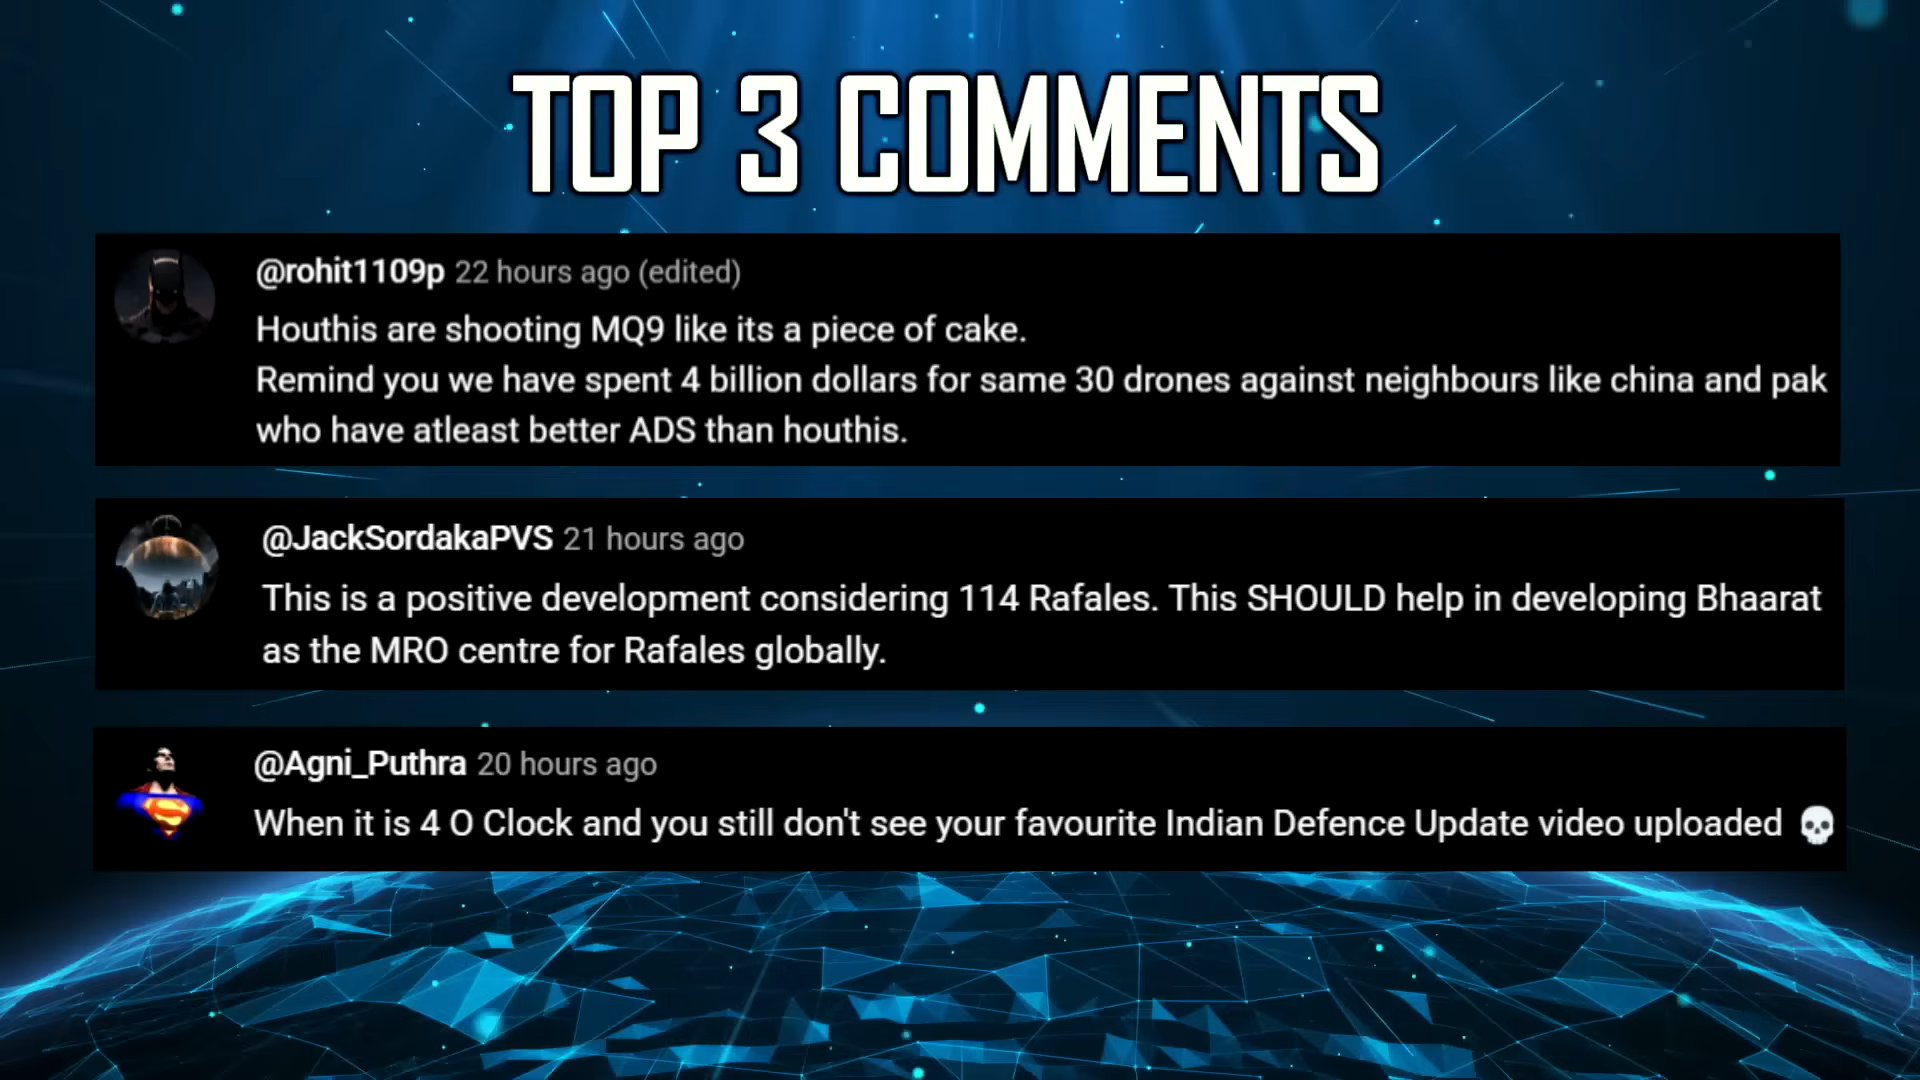 TOP 3 COMMENTS
@rohit1109p 22 hours ago (edited)
Houthis are shooting MQ9 like its a piece of cake.
Remind you we have spent 4 billion dollars for same 30 drones against neighbours like china and pak
who have atleast better ADS than houthis.
@JackSordakaPVS 21 hours ago
This is a positive development considering 114 Rafales. This SHOULD help in developing Bhaarat
as the MRO centre for Rafales globally.
@Agni_Puthra 20 hours ago
When it is 4 O Clock and you still don't see your favourite Indian Defence Update video uploaded 💀